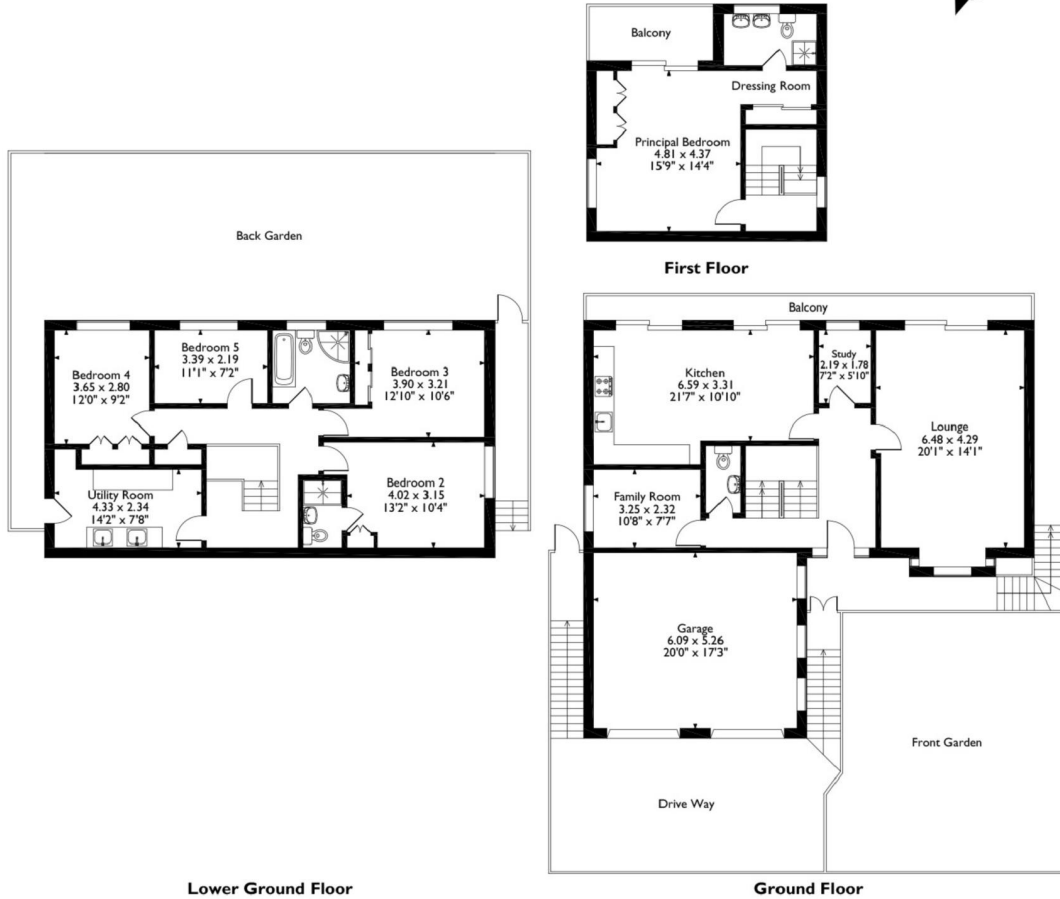 Balcony
Dressing Room
Principal Bedroom
4.81 x 4.37
15'9" x 14'4"
First Floor
Back Garden
Bedroom 4
3.65 x 2.80
12'0" x 9'2"
Bedroom 5
3.39 x 2.19
11'1" x 7'2"
Bedroom 3
3.90 x 3.21
12'10" x 10'6"
Utility Room
4.33 x 2.34
14'2" x 7'8"
Bedroom 2
4.02 x 3.15
13'2" x 10'4"
Lower Ground Floor
Balcony
Kitchen
6.59 x 3.31
21'7" x 10'10"
Study
2.19 x 1.78
7'2" x 5'10"
Lounge
6.48 x 4.29
20'1" x 14'1"
Family Room
3.25 x 2.32
10'8" x 7'7"
Garage
6.09 x 5.26
20'0" x 17'3"
Front Garden
Drive Way
Ground Floor